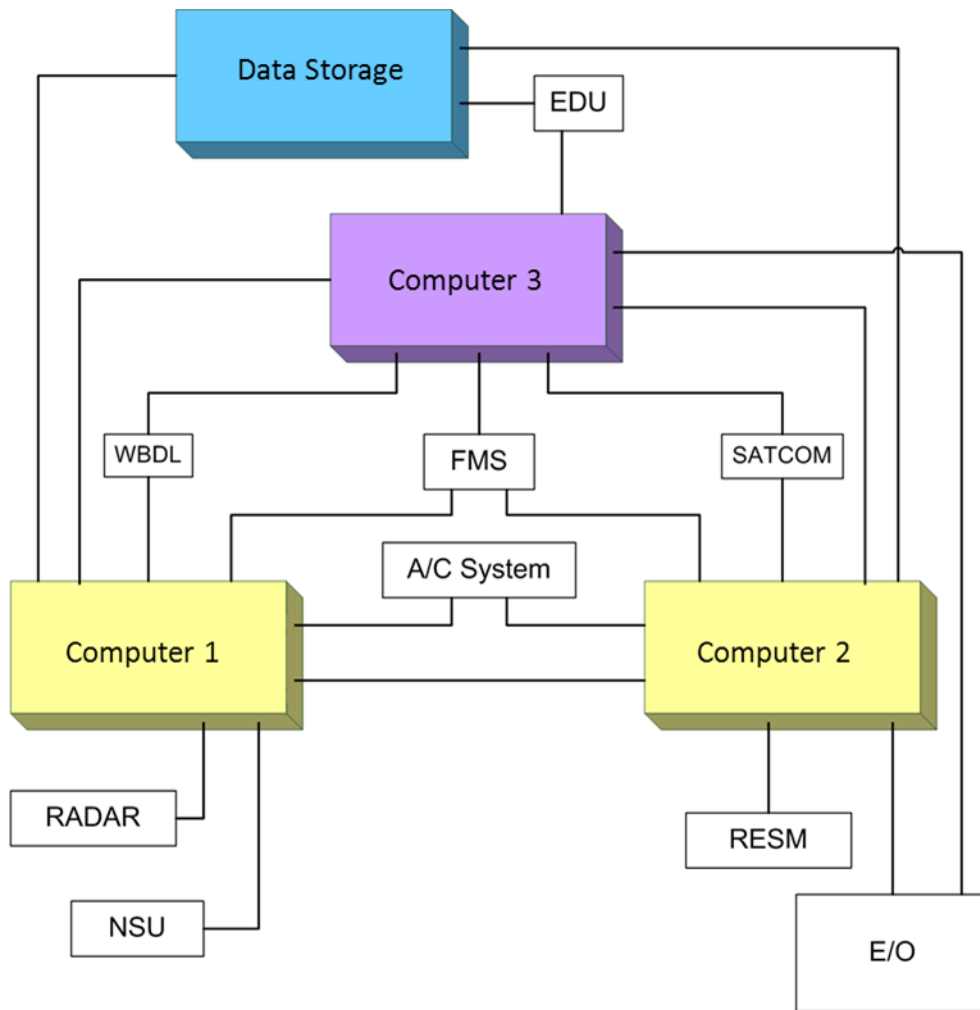 Data Storage
EDU
Computer 3
WBDL
FMS
SATCOM
A/C System
Computer 1
Computer 2
RADAR
RESM
NSU
E/O